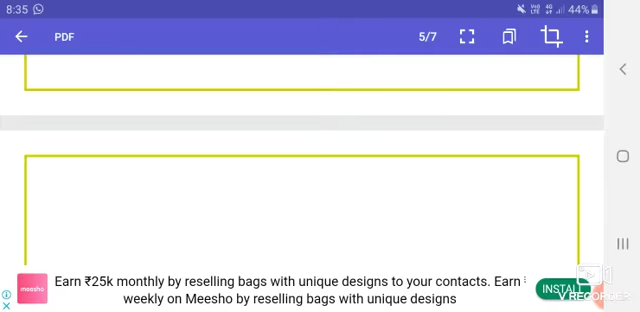 8:35 44%
PDF 5/7
Earn ₹25k monthly by reselling bags with unique designs to your contacts. Earn
meesho INSTALL
weekly on Meesho by reselling bags with unique designs
V RECORDER